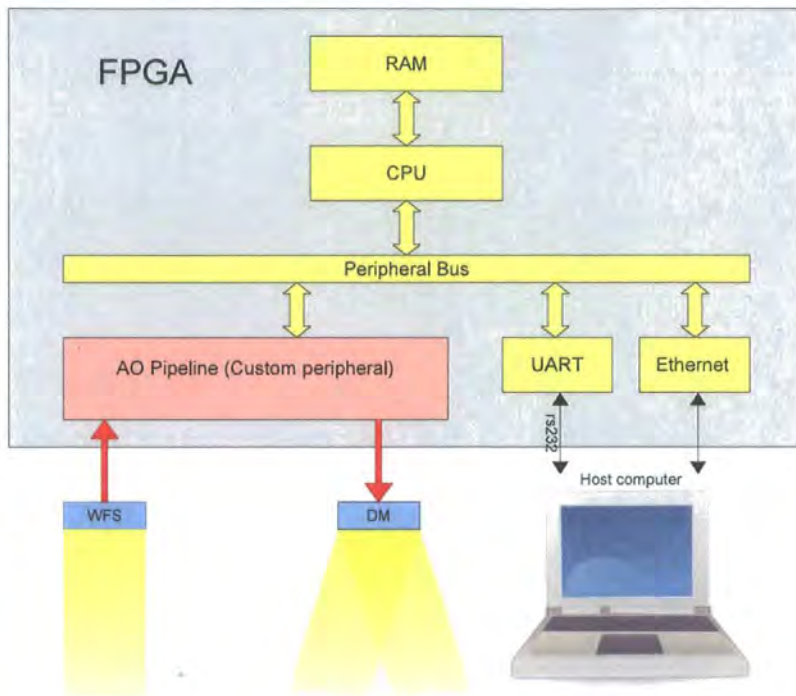 FPGA
RAM
CPU
Peripheral Bus
AO Pipeline (Custom peripheral)
UART
Ethernet
rs232
Host computer
WFS
DM